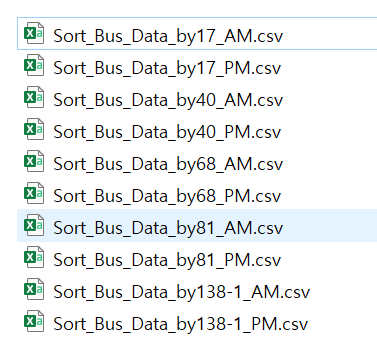 Sort_Bus_Data_by17_AM.csv
Sort_Bus_Data_by17_PM.csv
Sort_Bus_Data_by40_AM.csv
Sort_Bus_Data_by40_PM.csv
Sort_Bus_Data_by68_AM.csv
Sort_Bus_Data_by68_PM.csv
Sort_Bus_Data_by81_AM.csv
Sort_Bus_Data_by81_PM.csv
Sort_Bus_Data_by138-1_AM.csv
Sort_Bus_Data_by138-1_PM.csv